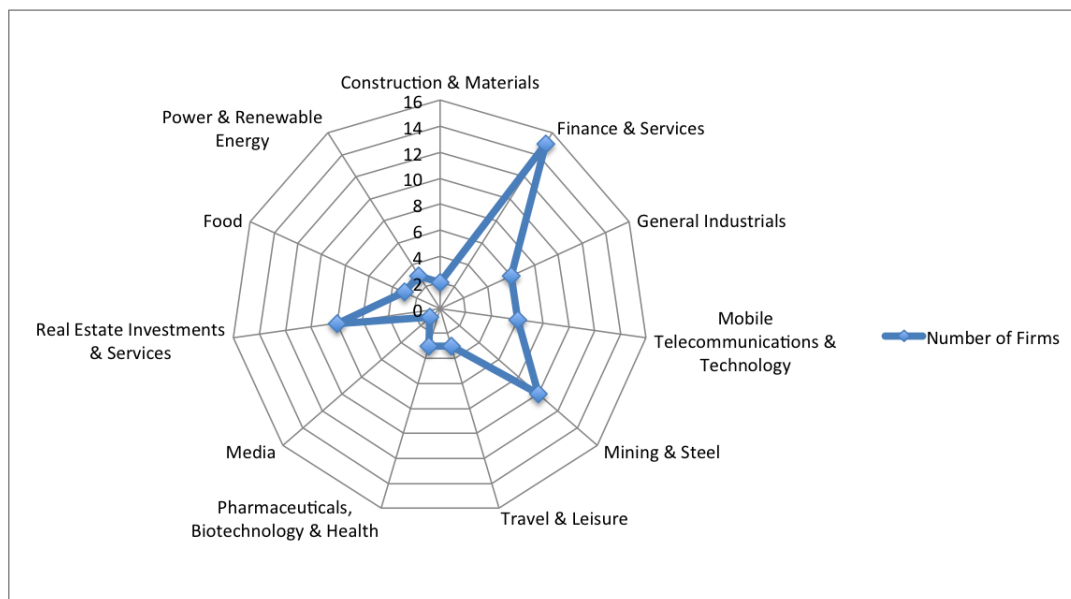 Construction & Materials
Finance & Services
General Industrials
Mobile
Telecommunications &
Technology
Mining & Steel
Travel & Leisure
Pharmaceuticals,
Biotechnology & Health
Media
Real Estate Investments
& Services
Food
Power & Renewable
Energy
16
14
12
10
8
6
4
2
0
Number of Firms